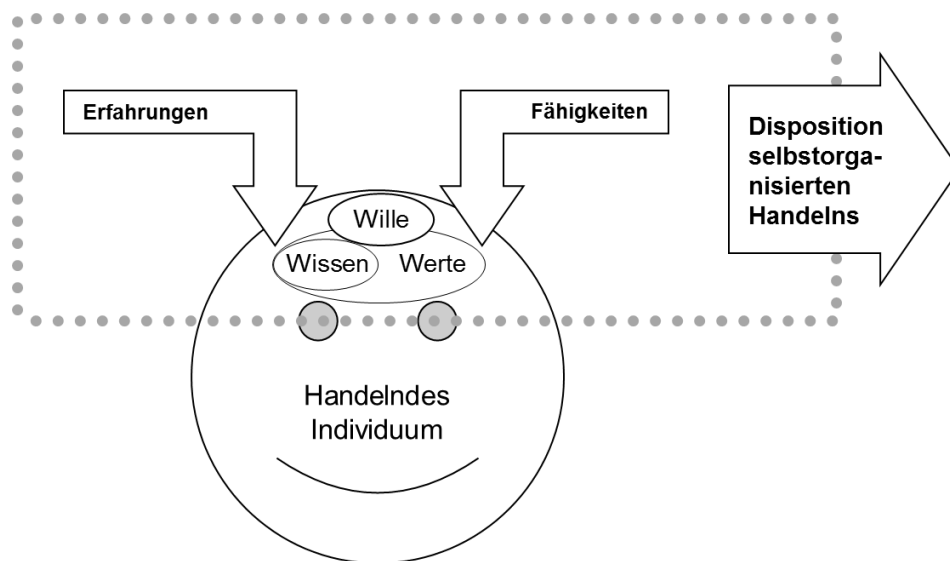 Erfahrungen
Fähigkeiten
Disposition
selbstorga-
nisierten
Handelns
Wille
Wissen
Werte
Handelndes
Individuum